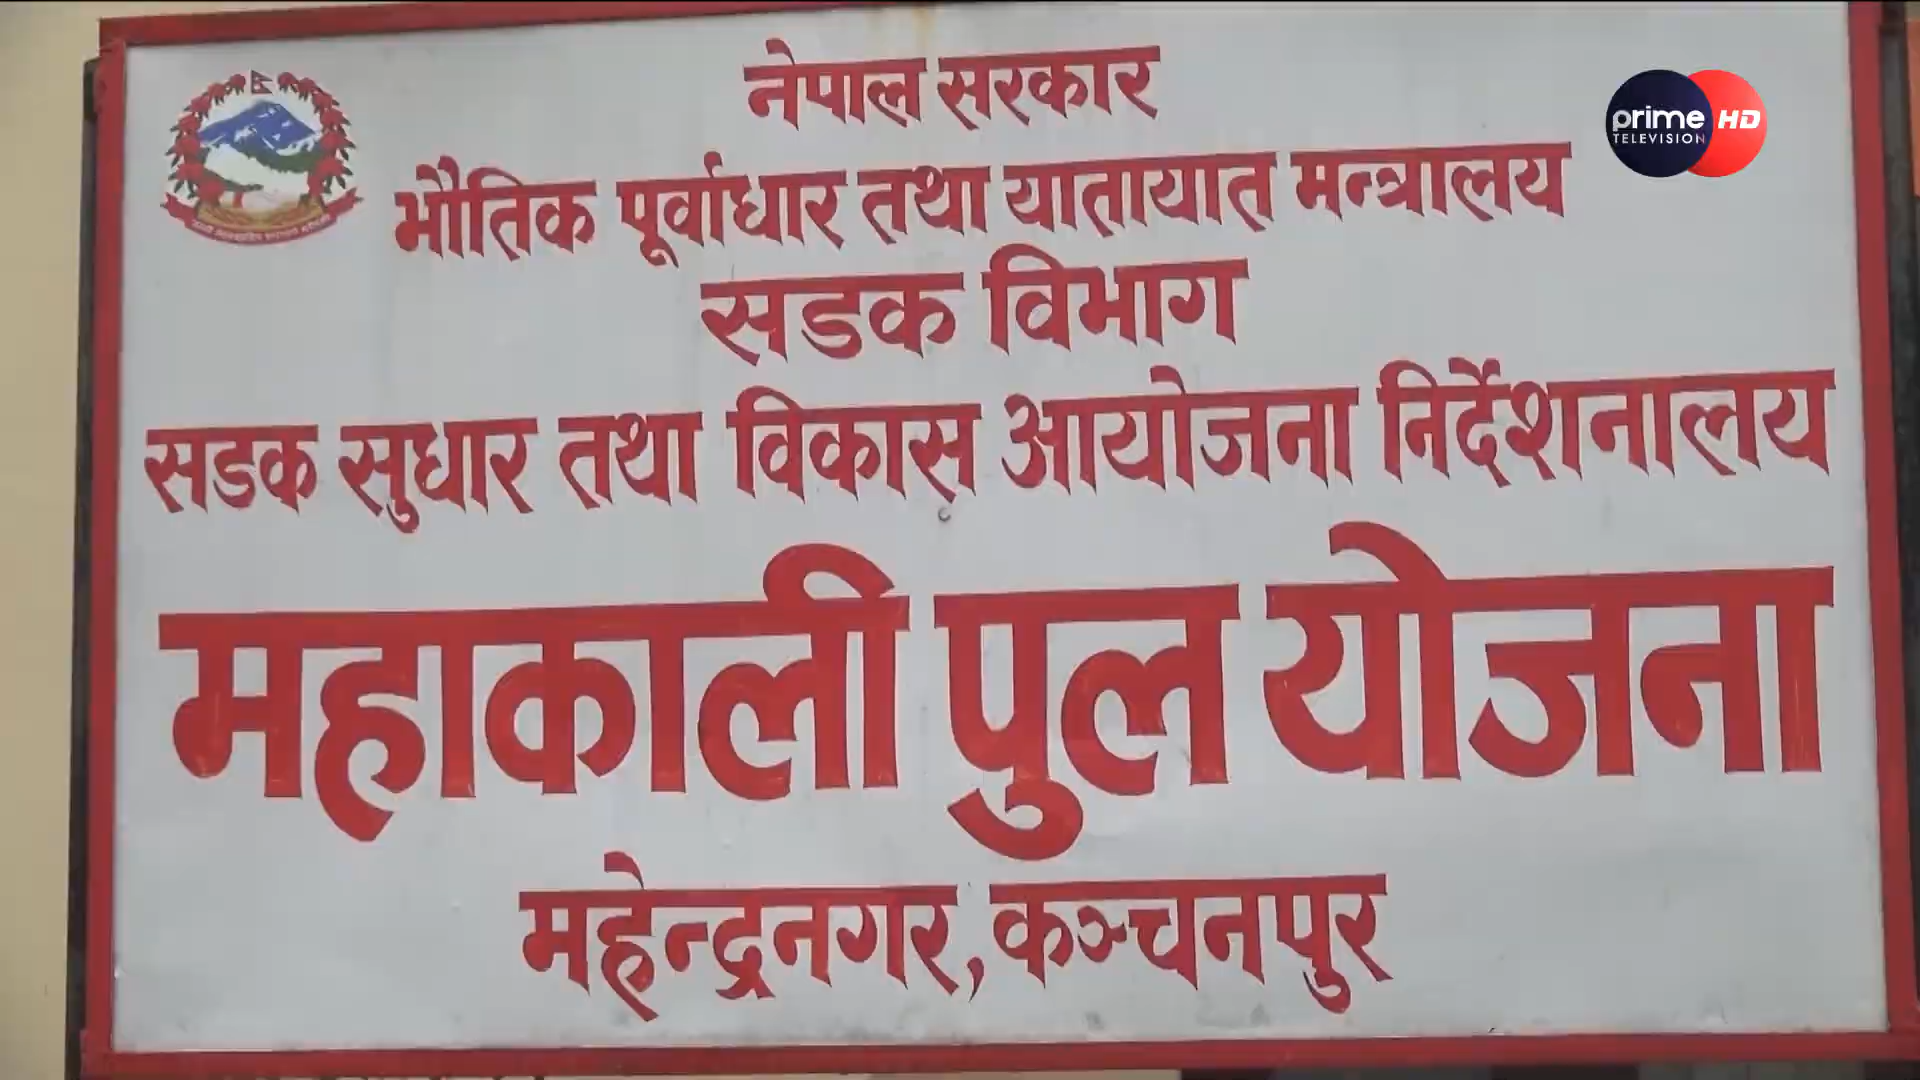 नेपाल सरकार
prime HD
TELEVISION
भौतिक पूर्वाधार तथा यातायात मन्त्रालय
सडक विभाग
सडक सुधार तथा विकास आयोजना निर्देशनालय
महाकाली पुल योजना
महेन्द्रनगर, कञ्चनपुर